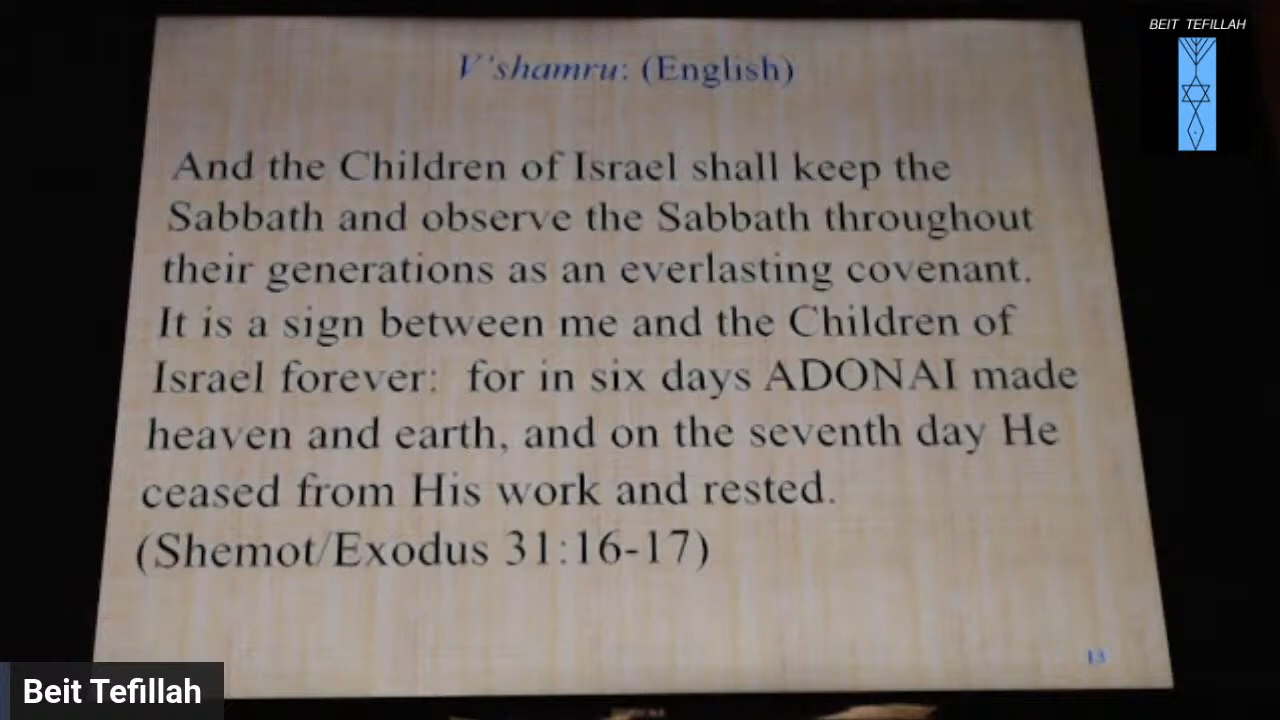 BEIT TEFILLAH
V'shamru: (English)
And the Children of Israel shall keep the
Sabbath and observe the Sabbath throughout
their generations as an everlasting covenant.
It is a sign between me and the Children of
Israel forever: for in six days ADONAI made
heaven and earth, and on the seventh day He
ceased from His work and rested.
(Shemot/Exodus 31:16-17)
13
Beit Tefillah